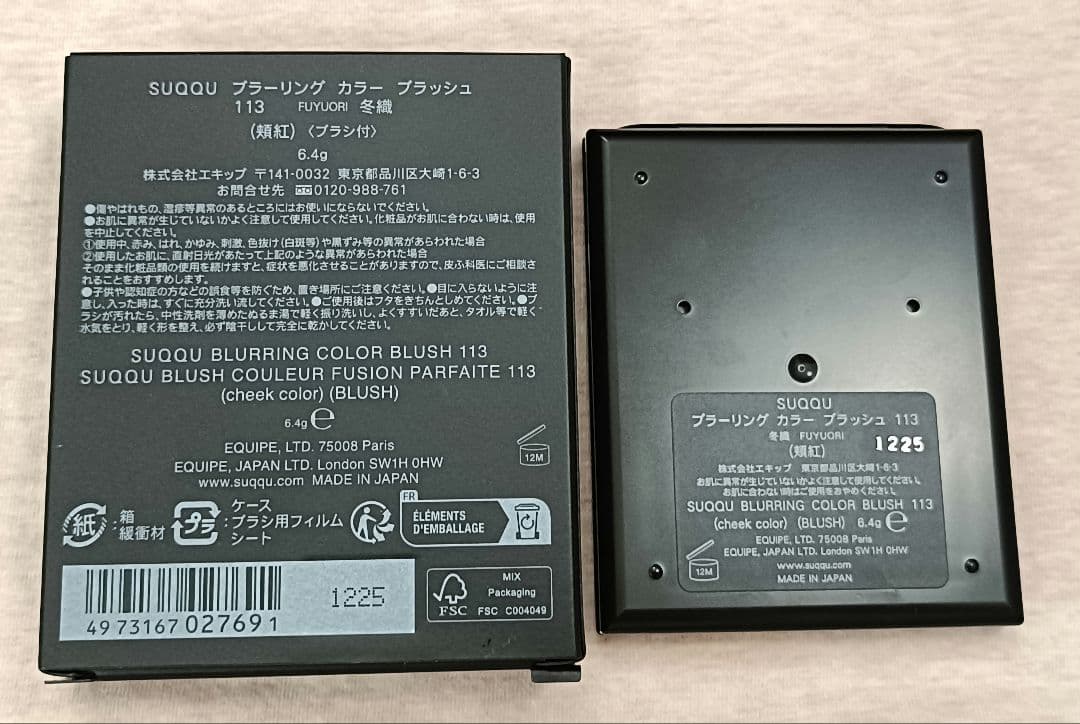 SUQQU ブラーリング カラー ブラッシュ
113 FUYUORI 冬織
(頬紅)〈ブラシ付〉
6.4g
株式会社エキップ 〒141-0032 東京都品川区大崎1-6-3
お問合せ先 0120-988-761
●傷やはれもの、湿疹等異常のあるところにはお使いにならないでください。
●お肌に異常が生じていないかよく注意して使用してください。化粧品がお肌に合わない時は、使用
を中止してください。
①使用中、赤み、はれ、かゆみ、刺激、色抜け(白斑等)や黒ずみ等の異常があらわれた場合
②使用したお肌に、直射日光があたって上記のような異常があらわれた場合
そのまま化粧品類の使用を続けますと、症状を悪化させることがありますので、皮ふ科医にご相談さ
れることをおすすめします。
●子供や認知症の方などの誤食等を防ぐため、置き場所にご注意ください。●目に入らないように注
意し、入った時は、すぐに充分洗い流してください。●ご使用後はフタをきちんとしめてください。●ブ
ラシが汚れたら、中性洗剤を薄めたぬるま湯で軽く振り洗いし、よくすすいだあと、タオル等で軽く
水気をとり、軽く形を整え、必ず陰干しして完全に乾かしてください。
SUQQU BLURRING COLOR BLUSH 113
SUQQU BLUSH COULEUR FUSION PARFAITE 113
(cheek color) (BLUSH)
6.4g e
EQUIPE, LTD. 75008 Paris
EQUIPE, JAPAN LTD. London SW1H 0HW
www.suqqu.com MADE IN JAPAN
12M
紙 : 箱
緩衝材
プラ : ケース
ブラシ用フィルム
シート
FR
ÉLÉMENTS
D'EMBALLAGE
4973167027691
1225
FSC
MIX
Packaging
FSC C004049
SUQQU
ブラーリング カラー ブラッシュ 113
冬織 FUYUORI
(頬紅)
1225
株式会社エキップ 東京都品川区大崎1-6-3
お肌に異常が生じていないかよく注意して使用してください。
お肌に合わない時はご使用をおやめください。
SUQQU BLURRING COLOR BLUSH 113
(cheek color) (BLUSH) 6.4g e
EQUIPE, LTD. 75008 Paris
EQUIPE, JAPAN LTD. London SW1H 0HW
www.suqqu.com
MADE IN JAPAN
12M